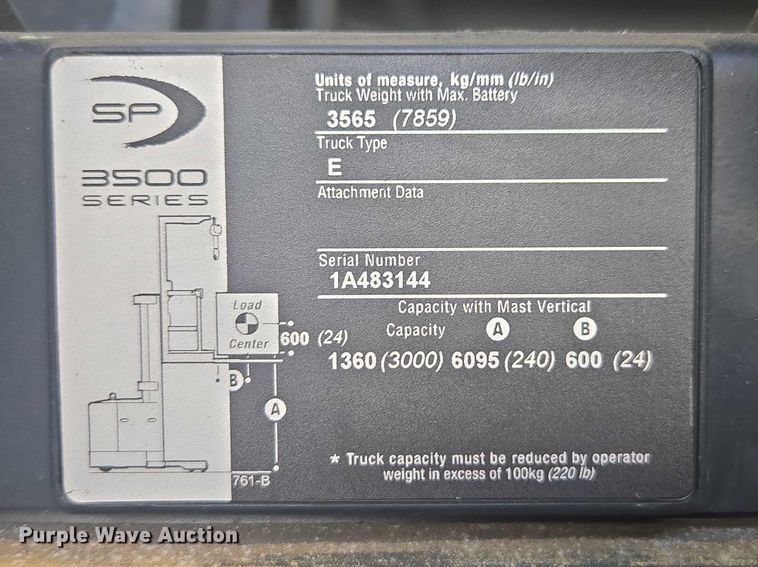 SP
3500
SERIES
Units of measure, kg/mm (lb/in)
Truck Weight with Max. Battery
3565 (7859)
Truck Type
E
Attachment Data
Serial Number
1A483144
Capacity with Mast Vertical
Capacity A B
1360 (3000) 6095 (240) 600 (24)
Load
Center
600 (24)
B
A
761-B
* Truck capacity must be reduced by operator
weight in excess of 100kg (220 lb)
Purple Wave Auction